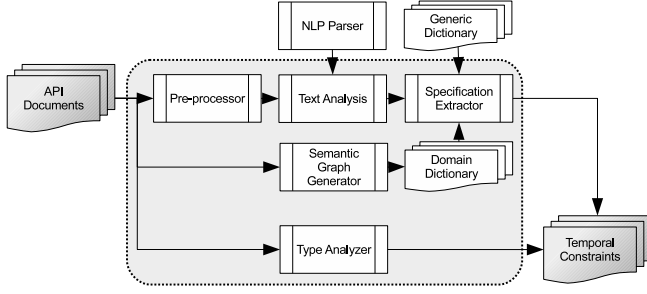 NLP Parser
Generic
Dictionary
API
Documents
Pre-processor
Text Analysis
Specification
Extractor
Semantic
Graph
Generator
Domain
Dictionary
Type Analyzer
Temporal
Constraints